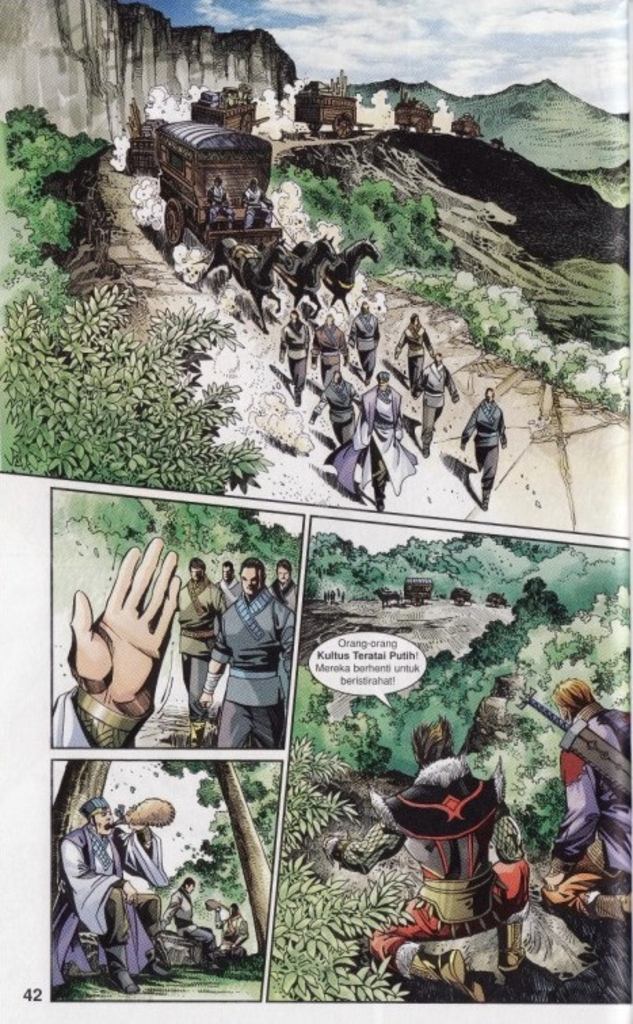 Orang-orang
Kultus Teratai Putih!
Mereka berhenti untuk
beristirahat!
42